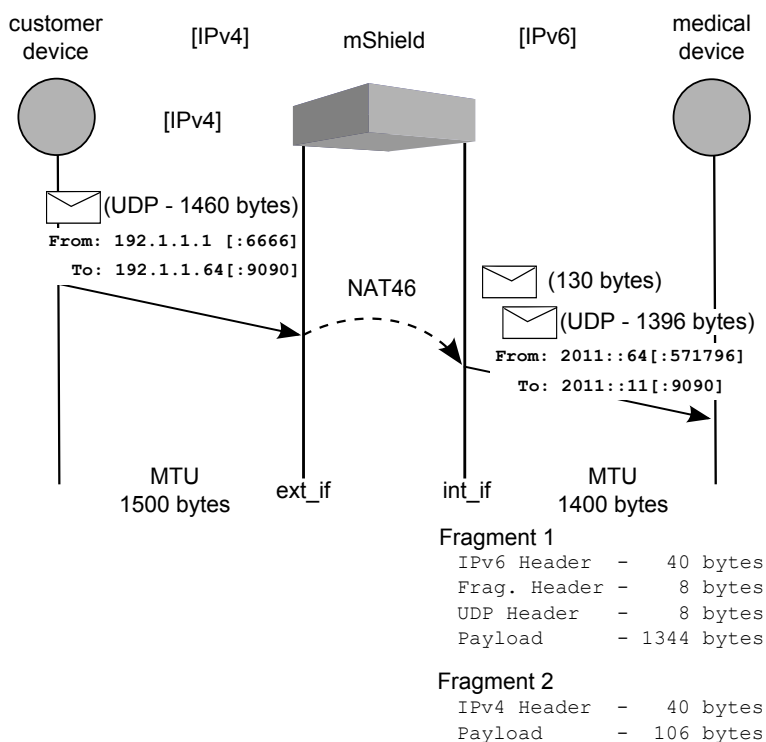 customer
device
[IPv4]
mShield
[IPv6]
medical
device
[IPv4]
(UDP - 1460 bytes)
From: 192.1.1.1 [:6666]
To: 192.1.1.64[:9090]
NAT46
(130 bytes)
(UDP - 1396 bytes)
From: 2011::64[:571796]
To: 2011::11[:9090]
MTU
1500 bytes
ext_if
int_if
MTU
1400 bytes
Fragment 1
IPv6 Header - 40 bytes
Frag. Header - 8 bytes
UDP Header - 8 bytes
Payload - 1344 bytes
Fragment 2
IPv4 Header - 40 bytes
Payload - 106 bytes